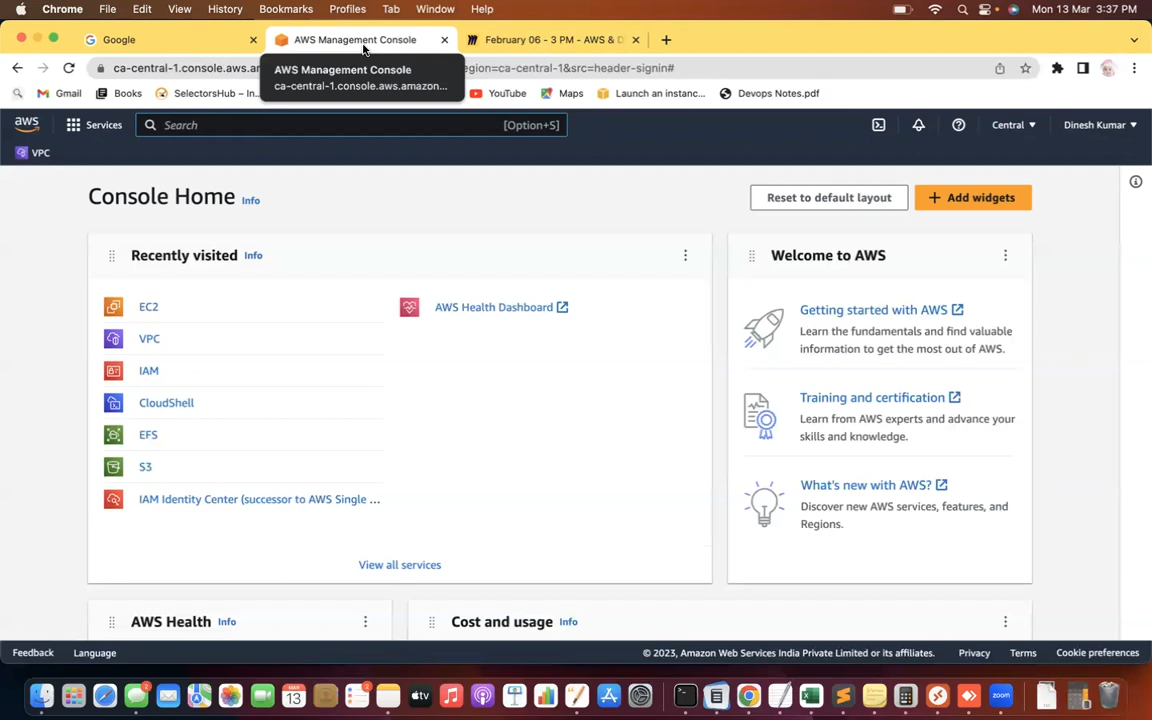 Chrome File Edit View History Bookmarks Profiles Tab Window Help Mon 13 Mar 3:37 PM
Google AWS Management Console February 06 - 3 PM - AWS & D
ca-central-1.console.aws.an egion=ca-central-1&src=header-signin#
AWS Management Console
ca-central-1.console.aws.amazon...
Gmail Books SelectorsHub – In... YouTube Maps Launch an instanc... Devops Notes.pdf
aws Services Search [Option+S] Central Dinesh Kumar
VPC
Console Home Info Reset to default layout + Add widgets
Recently visited Info
EC2
VPC
IAM
CloudShell
EFS
S3
IAM Identity Center (successor to AWS Single ...
AWS Health Dashboard
View all services
Welcome to AWS
Getting started with AWS
Learn the fundamentals and find valuable
information to get the most out of AWS.
Training and certification
Learn from AWS experts and advance your
skills and knowledge.
What's new with AWS?
Discover new AWS services, features, and
Regions.
AWS Health Info
Cost and usage Info
Feedback Language © 2023, Amazon Web Services India Private Limited or its affiliates. Privacy Terms Cookie preferences
2 MAR 13 2 tv zoom